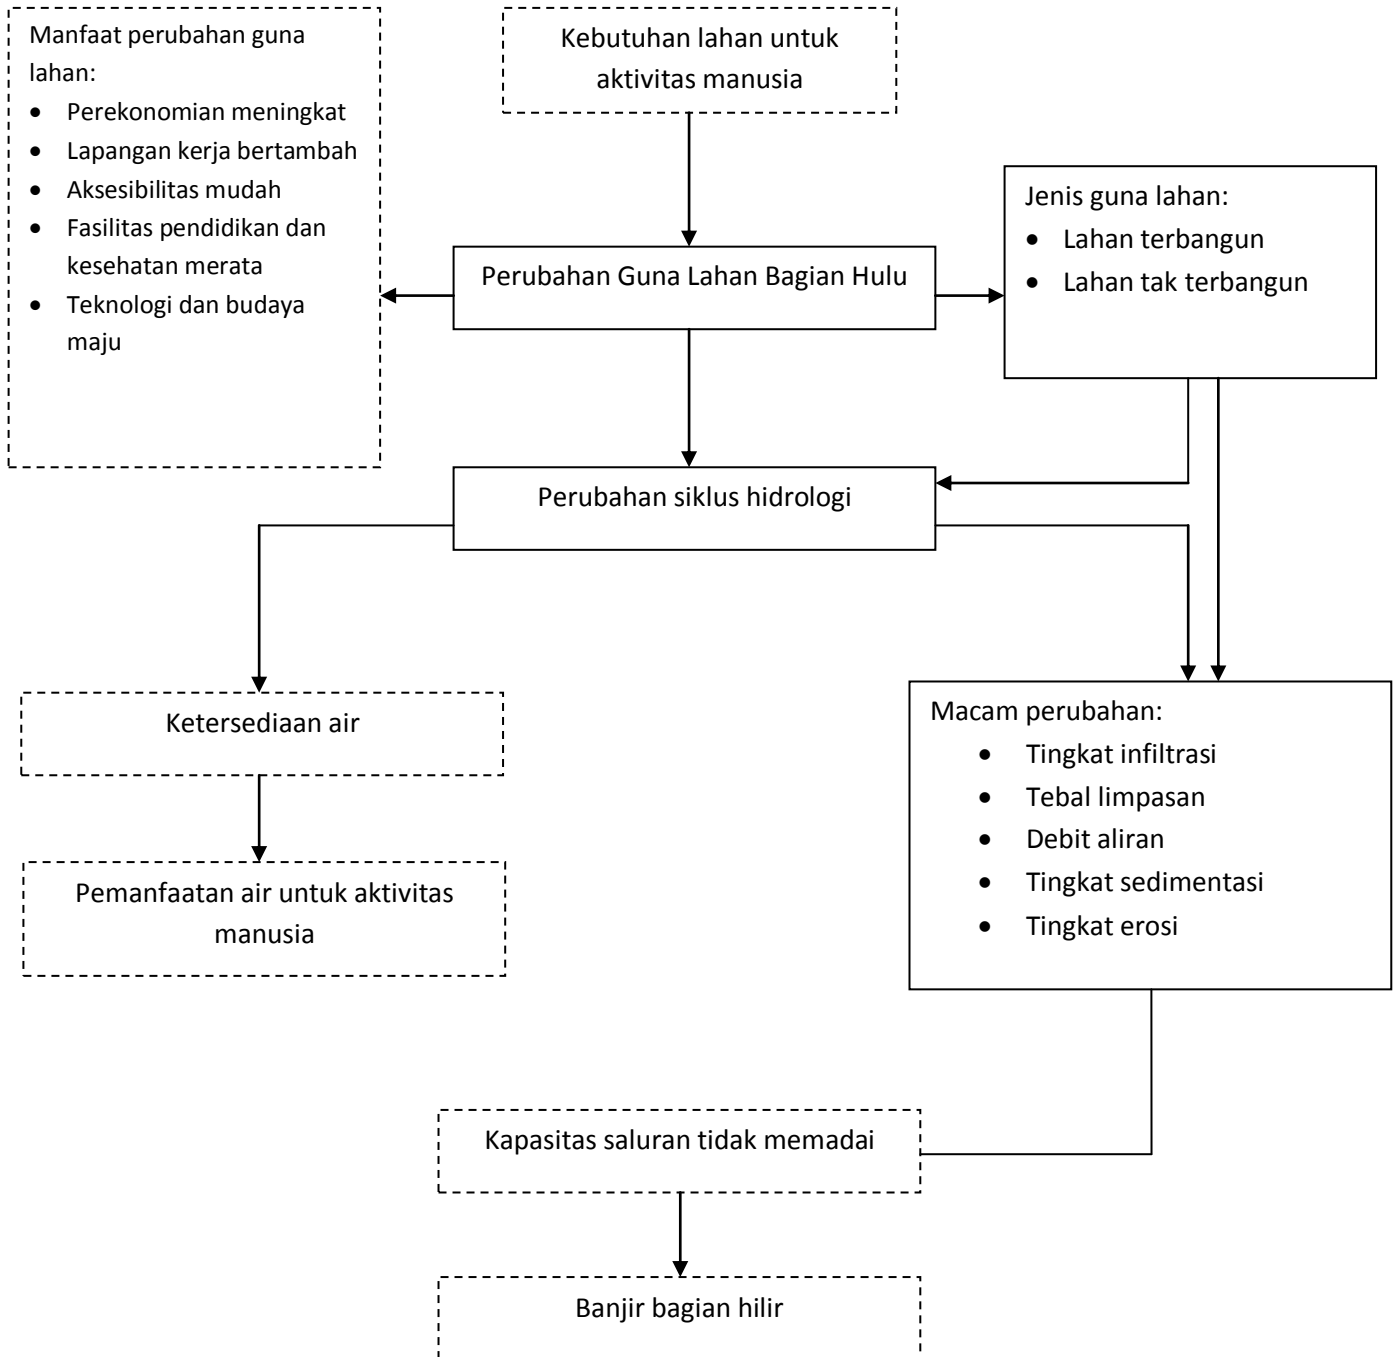 Manfaat perubahan guna
lahan:
• Perekonomian meningkat
• Lapangan kerja bertambah
• Aksesibilitas mudah
• Fasilitas pendidikan dan
kesehatan merata
• Teknologi dan budaya
maju
Kebutuhan lahan untuk
aktivitas manusia
Perubahan Guna Lahan Bagian Hulu
Jenis guna lahan:
• Lahan terbangun
• Lahan tak terbangun
Perubahan siklus hidrologi
Ketersediaan air
Pemanfaatan air untuk aktivitas
manusia
Macam perubahan:
• Tingkat infiltrasi
• Tebal limpasan
• Debit aliran
• Tingkat sedimentasi
• Tingkat erosi
Kapasitas saluran tidak memadai
Banjir bagian hilir